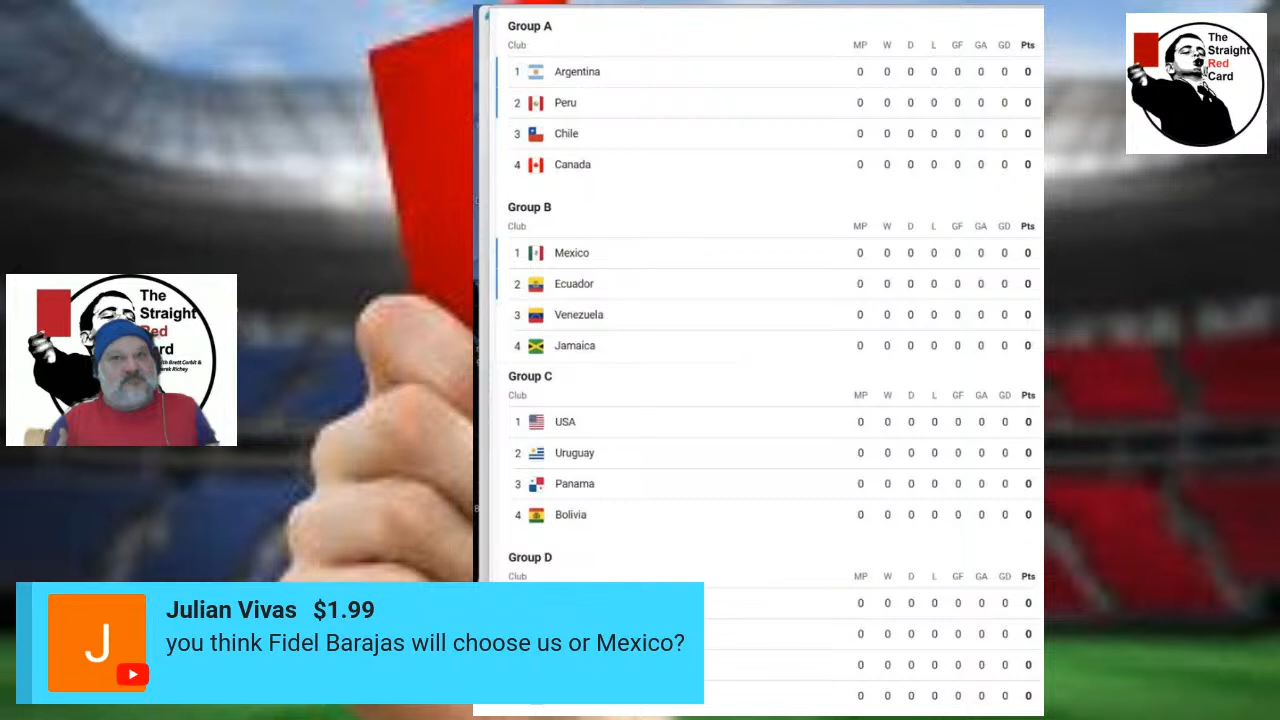 Group A
Club MP W D L GF GA GD Pts
1 Argentina 0 0 0 0 0 0 0 0
2 Peru 0 0 0 0 0 0 0 0
3 Chile 0 0 0 0 0 0 0 0
4 Canada 0 0 0 0 0 0 0 0
Group B
Club MP W D L GF GA GD Pts
1 Mexico 0 0 0 0 0 0 0 0
2 Ecuador 0 0 0 0 0 0 0 0
3 Venezuela 0 0 0 0 0 0 0 0
4 Jamaica 0 0 0 0 0 0 0 0
Group C
Club MP W D L GF GA GD Pts
1 USA 0 0 0 0 0 0 0 0
2 Uruguay 0 0 0 0 0 0 0 0
3 Panama 0 0 0 0 0 0 0 0
4 Bolivia 0 0 0 0 0 0 0 0
Group D
Club MP W D L GF GA GD Pts
0 0 0 0 0 0 0 0
0 0 0 0 0 0 0 0
0 0 0 0 0 0 0 0
0 0 0 0 0 0 0 0
The
Straight
Red
Card
The
Straight
Julian Vivas $1.99
J
you think Fidel Barajas will choose us or Mexico?